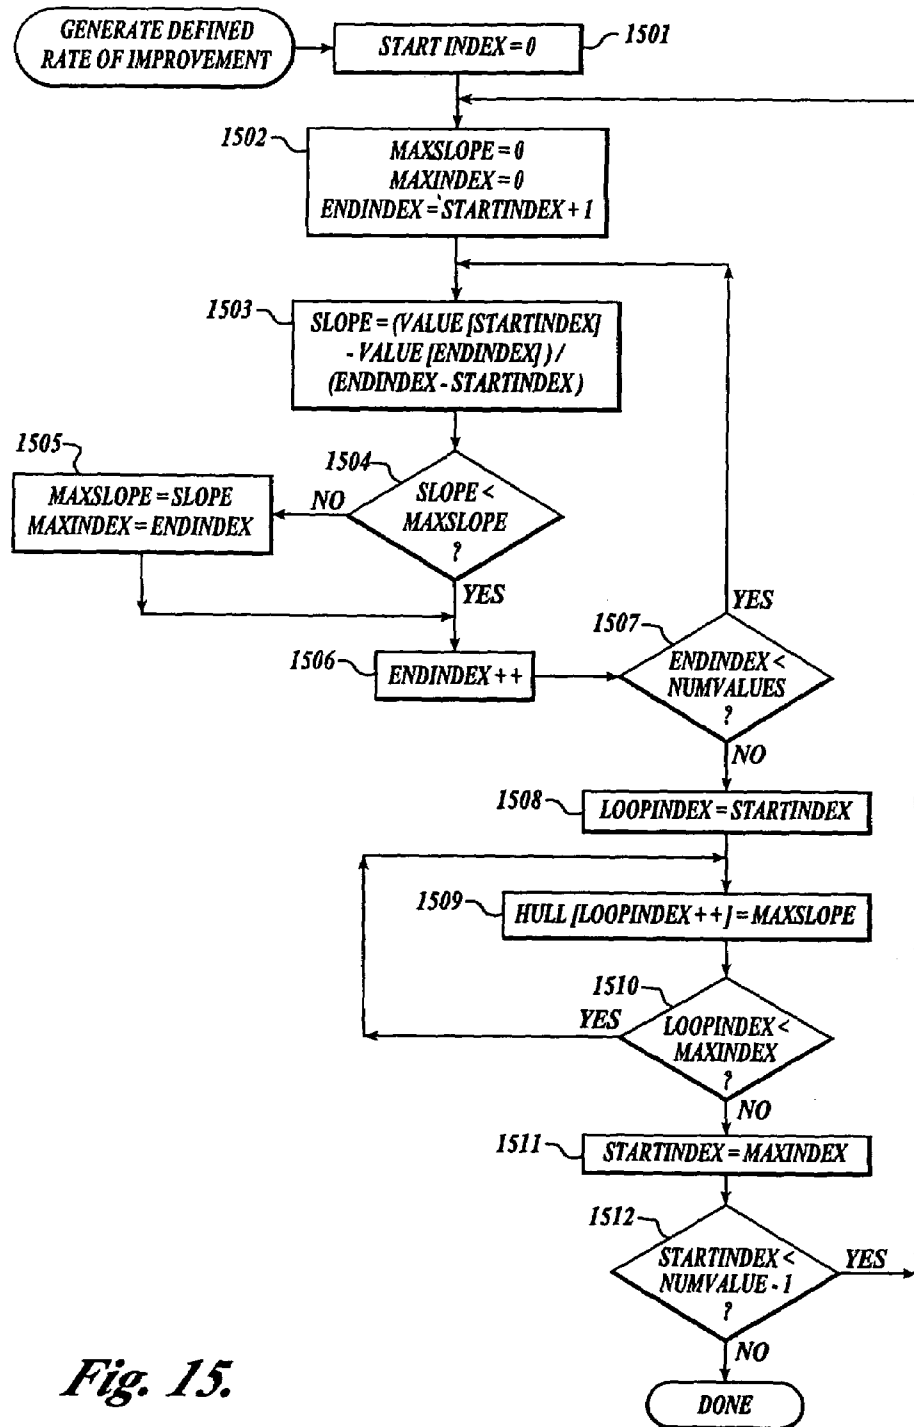 GENERATE DEFINED
RATE OF IMPROVEMENT
START INDEX = 0
1501
1502
MAXSLOPE = 0
MAXINDEX = 0
ENDINDEX = STARTINDEX + 1
1503
SLOPE = (VALUE [STARTINDEX]
- VALUE [ENDINDEX] ) /
(ENDINDEX - STARTINDEX )
1505
MAXSLOPE = SLOPE
MAXINDEX = ENDINDEX
1504
NO
SLOPE <
MAXSLOPE
?
YES
1506
ENDINDEX ++
YES
1507
ENDINDEX <
NUMVALUES
?
NO
1508
LOOPINDEX = STARTINDEX
1509
HULL [LOOPINDEX ++] = MAXSLOPE
1510
YES
LOOPINDEX <
MAXINDEX
?
NO
1511
STARTINDEX = MAXINDEX
1512
STARTINDEX <
NUMVALUE - 1
?
YES
NO
DONE
Fig. 15.